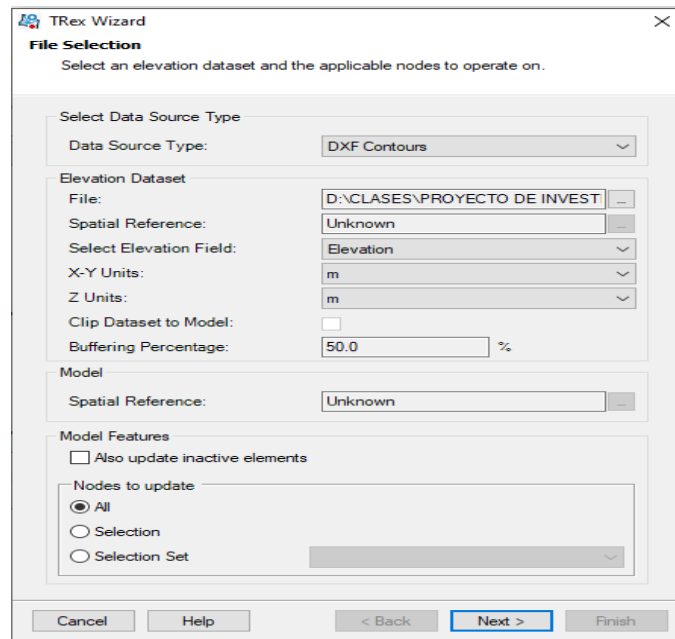 TRex Wizard
File Selection
Select an elevation dataset and the applicable nodes to operate on.
Select Data Source Type
Data Source Type: DXF Contours
Elevation Dataset
File: D:\CLASES\PROYECTO DE INVEST ...
Spatial Reference: Unknown ...
Select Elevation Field: Elevation
X-Y Units: m
Z Units: m
Clip Dataset to Model:
Buffering Percentage: 50.0 %
Model
Spatial Reference: Unknown ...
Model Features
Also update inactive elements
Nodes to update
All
Selection
Selection Set
Cancel Help < Back Next > Finish